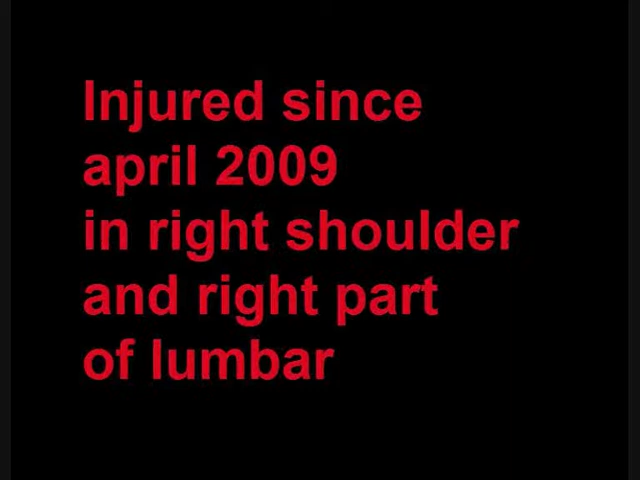 Injured since
april 2009
in right shoulder
and right part
of lumbar